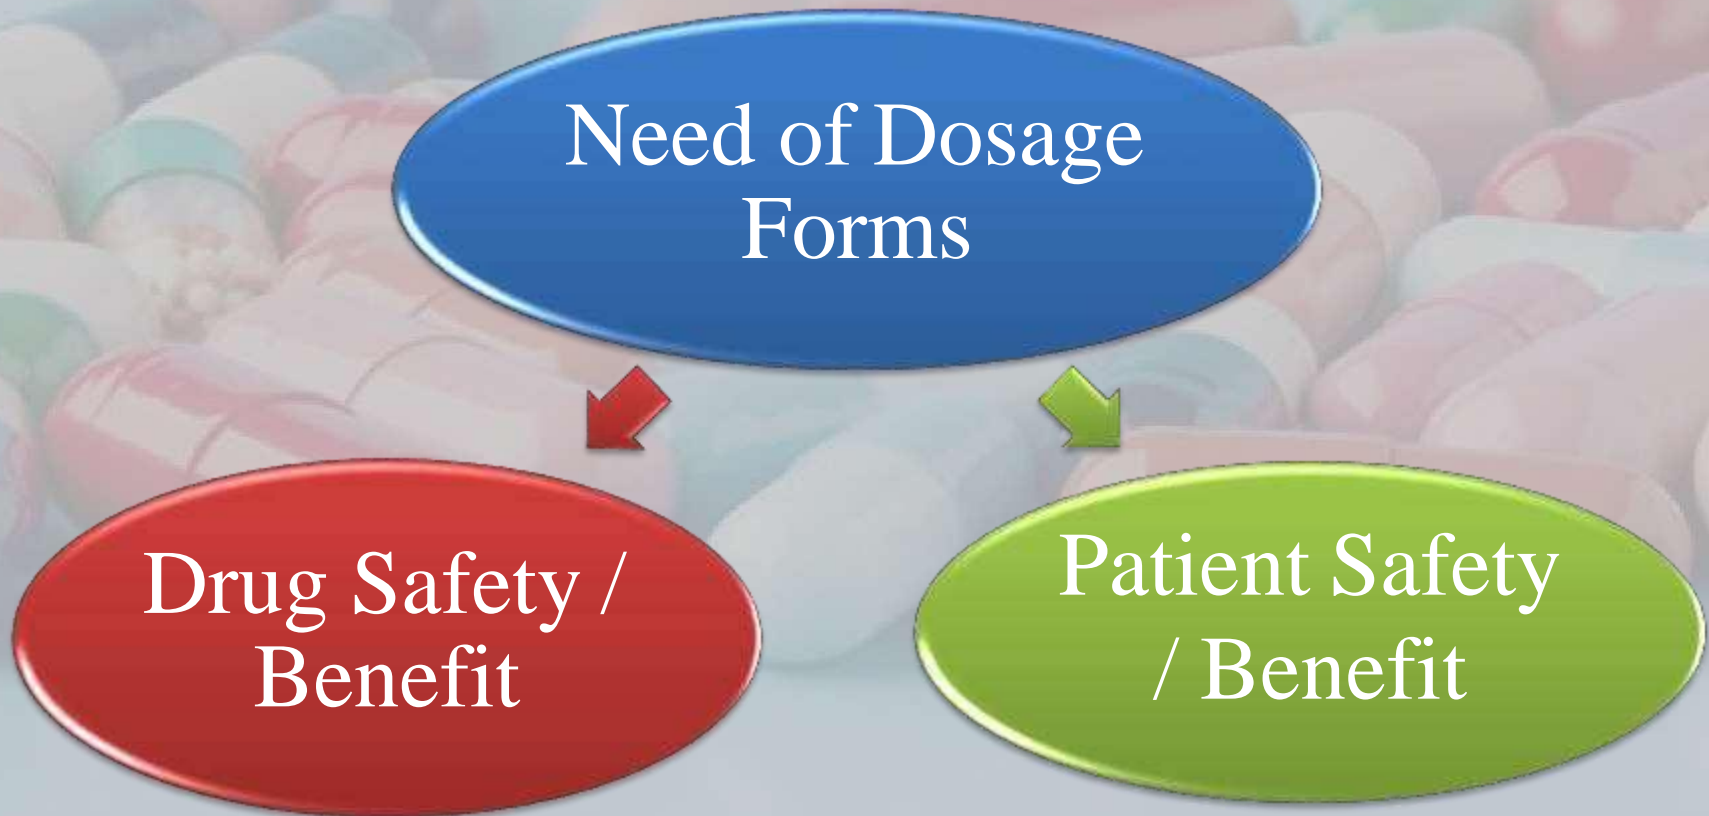 Need of Dosage
Forms
Drug Safety /
Benefit
Patient Safety
/ Benefit